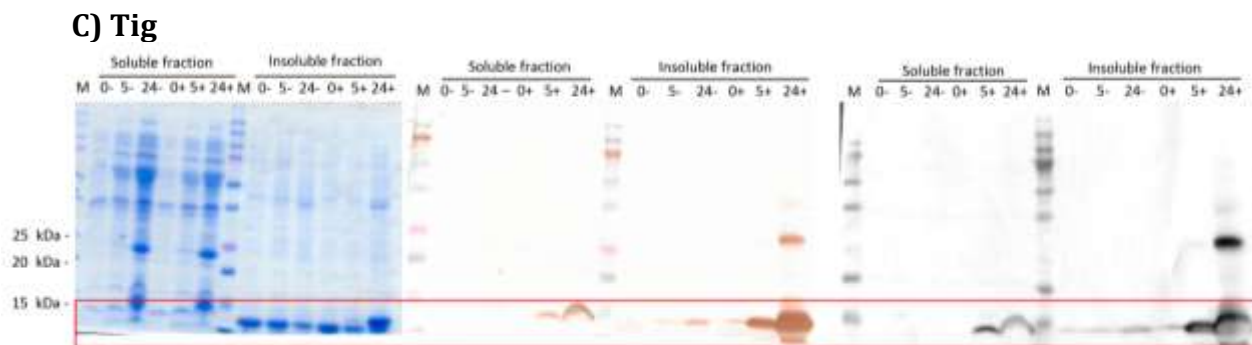 C) Tig
Soluble fraction
M 0- 5- 24- 0+ 5+ 24+
Insoluble fraction
M 0- 5- 24- 0+ 5+ 24+
Soluble fraction
M 0- 5- 24 – 0+ 5+ 24+
Insoluble fraction
M 0- 5- 24- 0+ 5+ 24+
Soluble fraction
M 0- 5- 24- 0+ 5+ 24+
Insoluble fraction
M 0- 5- 24- 0+ 5+ 24+
25 kDa -
20 kDa -
15 kDa -